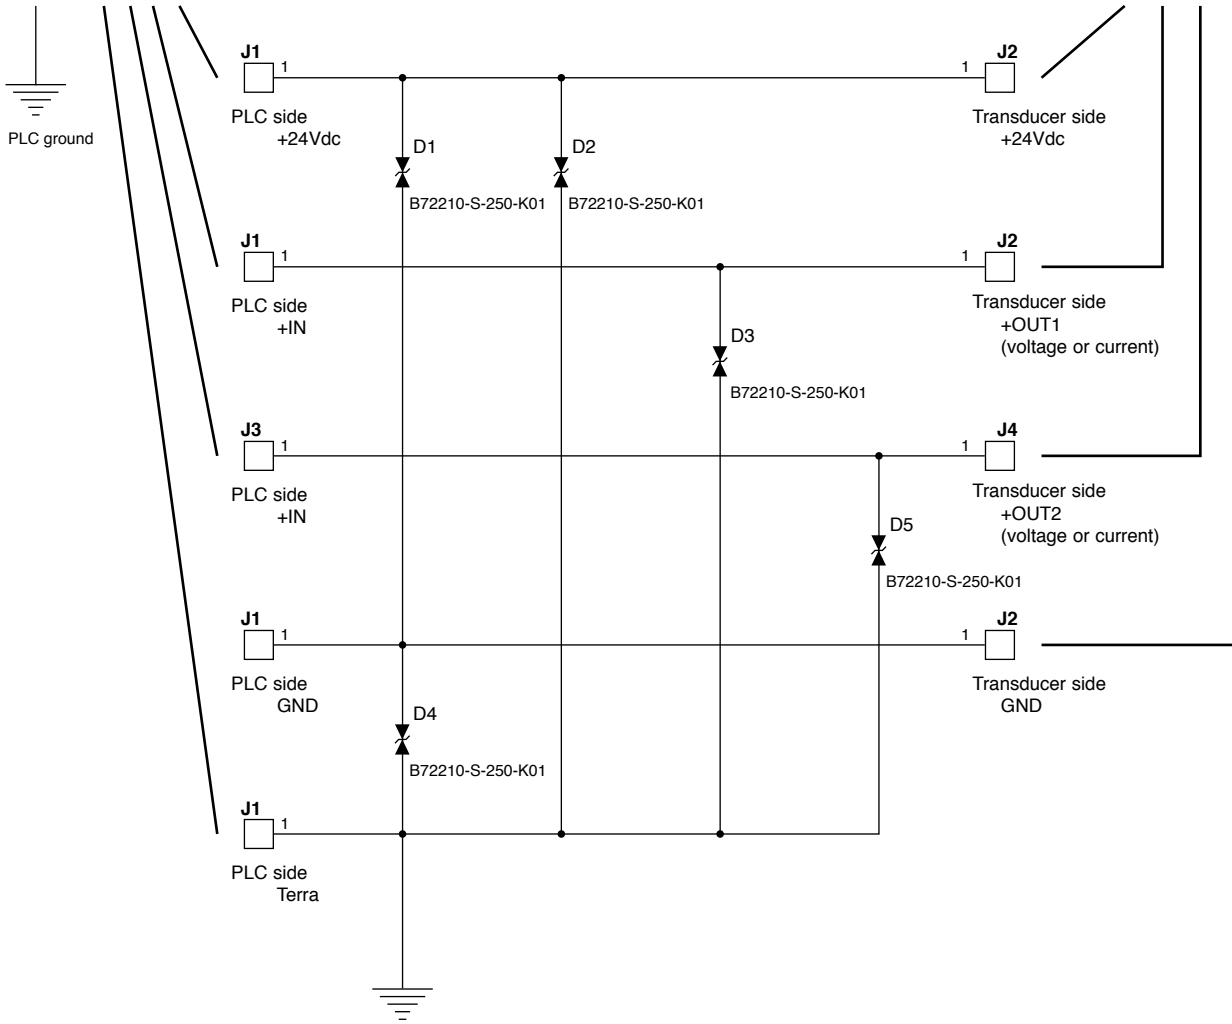 J1
1
PLC side
+24Vdc
1
J2
Transducer side
+24Vdc
PLC ground
D1
B72210-S-250-K01
D2
B72210-S-250-K01
J1
1
PLC side
+IN
1
J2
Transducer side
+OUT1
(voltage or current)
D3
B72210-S-250-K01
J3
1
PLC side
+IN
1
J4
Transducer side
+OUT2
(voltage or current)
D5
B72210-S-250-K01
J1
1
PLC side
GND
1
J2
Transducer side
GND
D4
B72210-S-250-K01
J1
1
PLC side
Terra